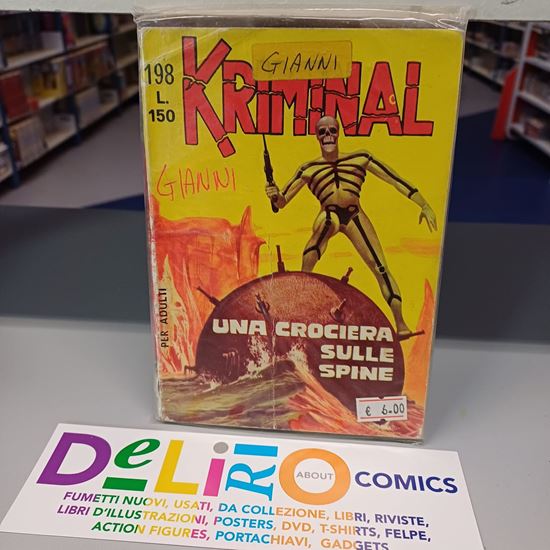 GIANNI
198
KRIMINAL
L.
150
GIANNI
PER ADULTI
UNA CROCIERA
SULLE
SPINE
€ 6.00
DeLiRiO ABOUT COMICS
FUMETTI NUOVI, USATI, DA COLLEZIONE, LIBRI, RIVISTE,
LIBRI D'ILLUSTRAZIONI, POSTERS, DVD, T-SHIRTS, FELPE,
ACTION FIGURES, PORTACHIAVI, GADGETS